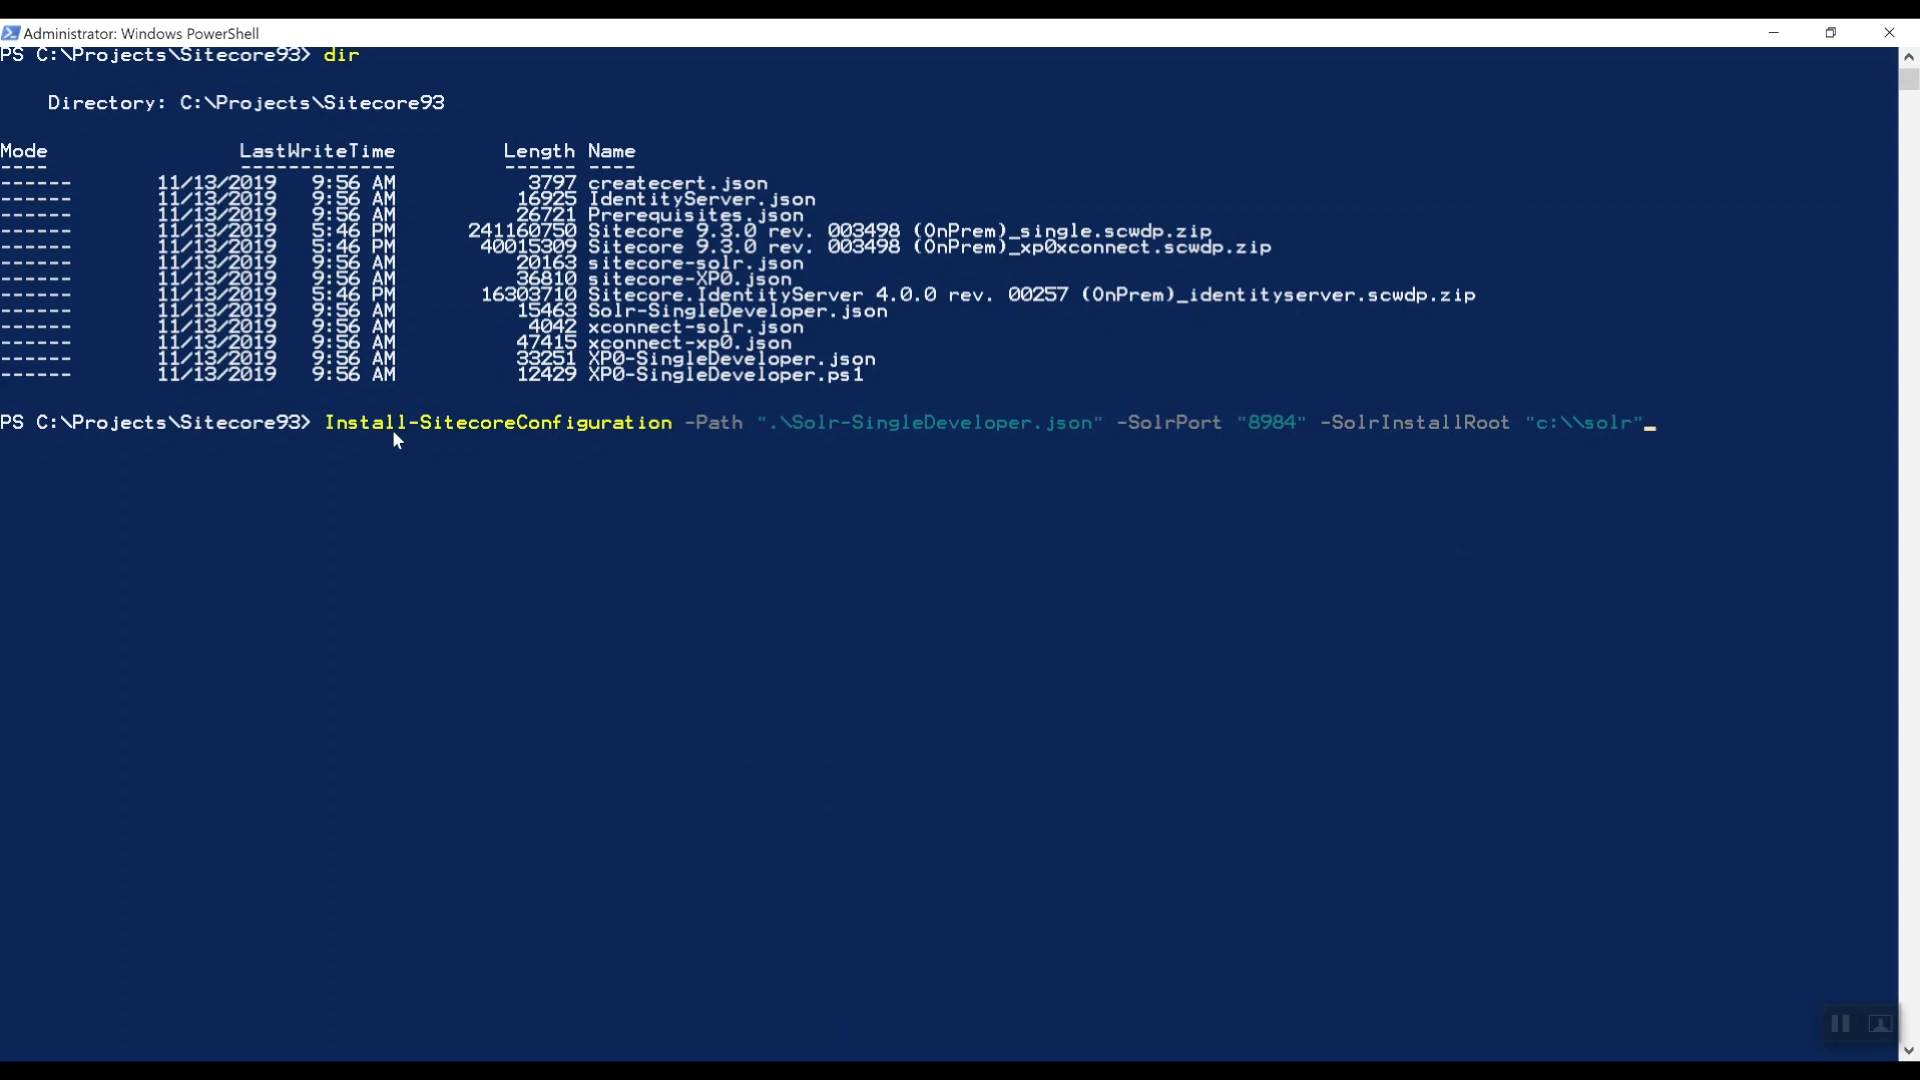 Administrator: Windows PowerShell
PS C:\Projects\Sitecore93> dir
Directory: C:\Projects\Sitecore93
Mode                LastWriteTime         Length Name
----                -------------         ------ ----
------       11/13/2019   9:56 AM           3797 createcert.json
------       11/13/2019   9:56 AM          16925 IdentityServer.json
------       11/13/2019   9:56 AM          26721 Prerequisites.json
------       11/13/2019   5:46 PM      241160750 Sitecore 9.3.0 rev. 003498 (OnPrem)_single.scwdp.zip
------       11/13/2019   5:46 PM       40015309 Sitecore 9.3.0 rev. 003498 (OnPrem)_xp0xconnect.scwdp.zip
------       11/13/2019   9:56 AM          20163 sitecore-solr.json
------       11/13/2019   9:56 AM          36810 sitecore-XP0.json
------       11/13/2019   5:46 PM       16303710 Sitecore.IdentityServer 4.0.0 rev. 00257 (OnPrem)_identityserver.scwdp.zip
------       11/13/2019   9:56 AM          15463 Solr-SingleDeveloper.json
------       11/13/2019   9:56 AM           4042 xconnect-solr.json
------       11/13/2019   9:56 AM          47415 xconnect-xp0.json
------       11/13/2019   9:56 AM          33251 XP0-SingleDeveloper.json
------       11/13/2019   9:56 AM          12429 XP0-SingleDeveloper.ps1
PS C:\Projects\Sitecore93> Install-SitecoreConfiguration -Path ".\Solr-SingleDeveloper.json" -SolrPort "8984" -SolrInstallRoot "c:\\solr"